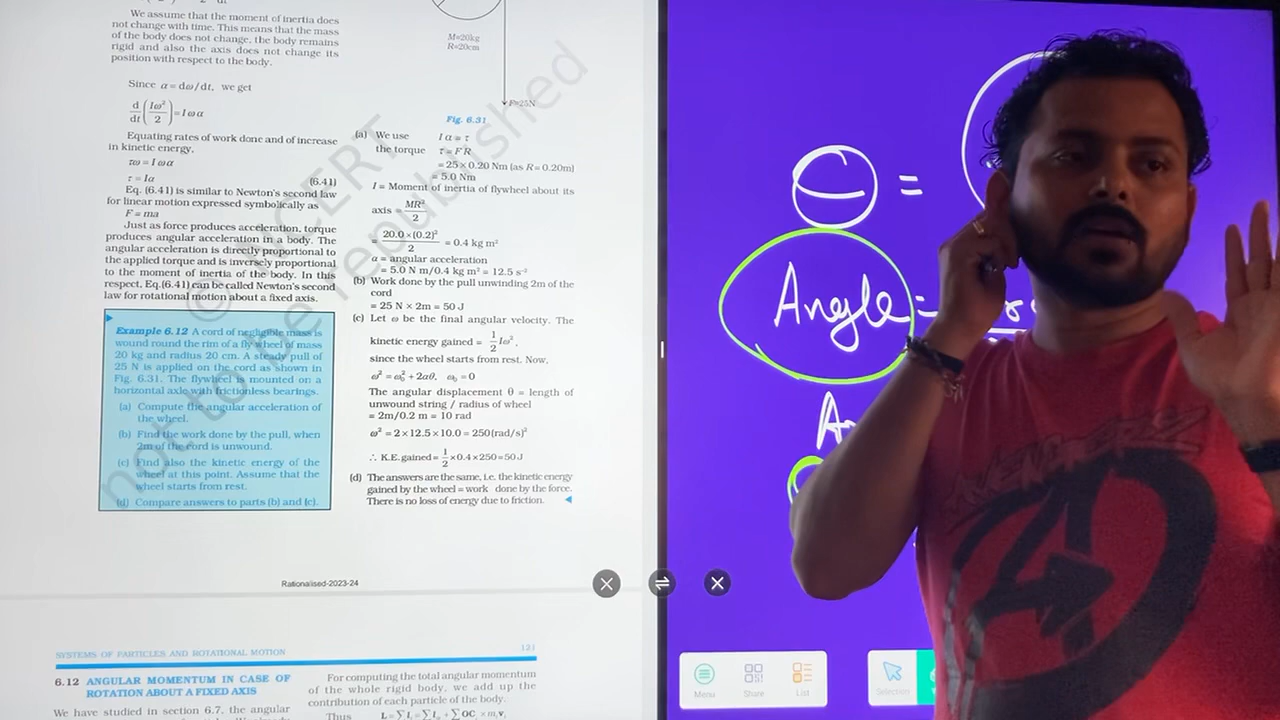 We assume that the moment of inertia does
not change with time. This means that the mass
of the body does not change, the body remains
rigid and also the axis does not change its
position with respect to the body.
Since α = dω/dt, we get
d/dt (Iω²/2) = I ω α
Equating rates of work done and increase
in kinetic energy,
τω = I ω α
τ = Iα (6.41)
Eq. (6.41) is similar to Newton's second law
for linear motion expressed symbolically as
F = ma
Just as force produces acceleration, torque
produces angular acceleration in a body. The
angular acceleration is directly proportional to
the applied torque and is inversely proportional
to the moment of inertia of the body. In this
respect, Eq.(6.41) can be called Newton's second
law for rotational motion about a fixed axis.
Example 6.12 A cord of negligible mass is
wound round the rim of a fly wheel of mass
20 kg and radius 20 cm. A steady pull of
25 N is applied on the cord as shown in
Fig. 6.31. The flywheel is mounted on a
horizontal axle with frictionless bearings.
(a) Compute the angular acceleration of
the wheel.
(b) Find the work done by the pull, when
2m of the cord is unwound.
(c) Find also the kinetic energy of the
wheel at this point. Assume that the
wheel starts from rest.
(d) Compare answers to parts (b) and (c).
M=20kg
R=20cm
F=25N
Fig. 6.31
(a) We use I α = τ
the torque τ = F R
= 25 × 0.20 Nm (as R = 0.20m)
= 5.0 Nm
I = Moment of inertia of flywheel about its
axis = MR²/2
= 20.0 × (0.2)²/2 = 0.4 kg m²
α = angular acceleration
= 5.0 N m/0.4 kg m² = 12.5 s⁻²
(b) Work done by the pull unwinding 2m of the
cord
= 25 N × 2m = 50 J
(c) Let ω be the final angular velocity. The
kinetic energy gained = 1/2 Iω²,
since the wheel starts from rest. Now,
ω² = ω₀² + 2αθ, ω₀ = 0
The angular displacement θ = length of
unwound string / radius of wheel
= 2m/0.2 m = 10 rad
ω² = 2 × 12.5 × 10.0 = 250 (rad/s)²
∴ K.E. gained = 1/2 × 0.4 × 250 = 50 J
(d) The answers are the same, i.e. the kinetic energy
gained by the wheel = work done by the force.
There is no loss of energy due to friction.
© NCERT
not to be republished
Rationalised-2023-24
SYSTEMS OF PARTICLES AND ROTATIONAL MOTION 121
6.12 ANGULAR MOMENTUM IN CASE OF
ROTATION ABOUT A FIXED AXIS
We have studied in section 6.7, the angular
For computing the total angular momentum
of the whole rigid body, we add up the
contribution of each particle of the body.
Thus
θ =
Angle =
Menu
Share
List
Selection